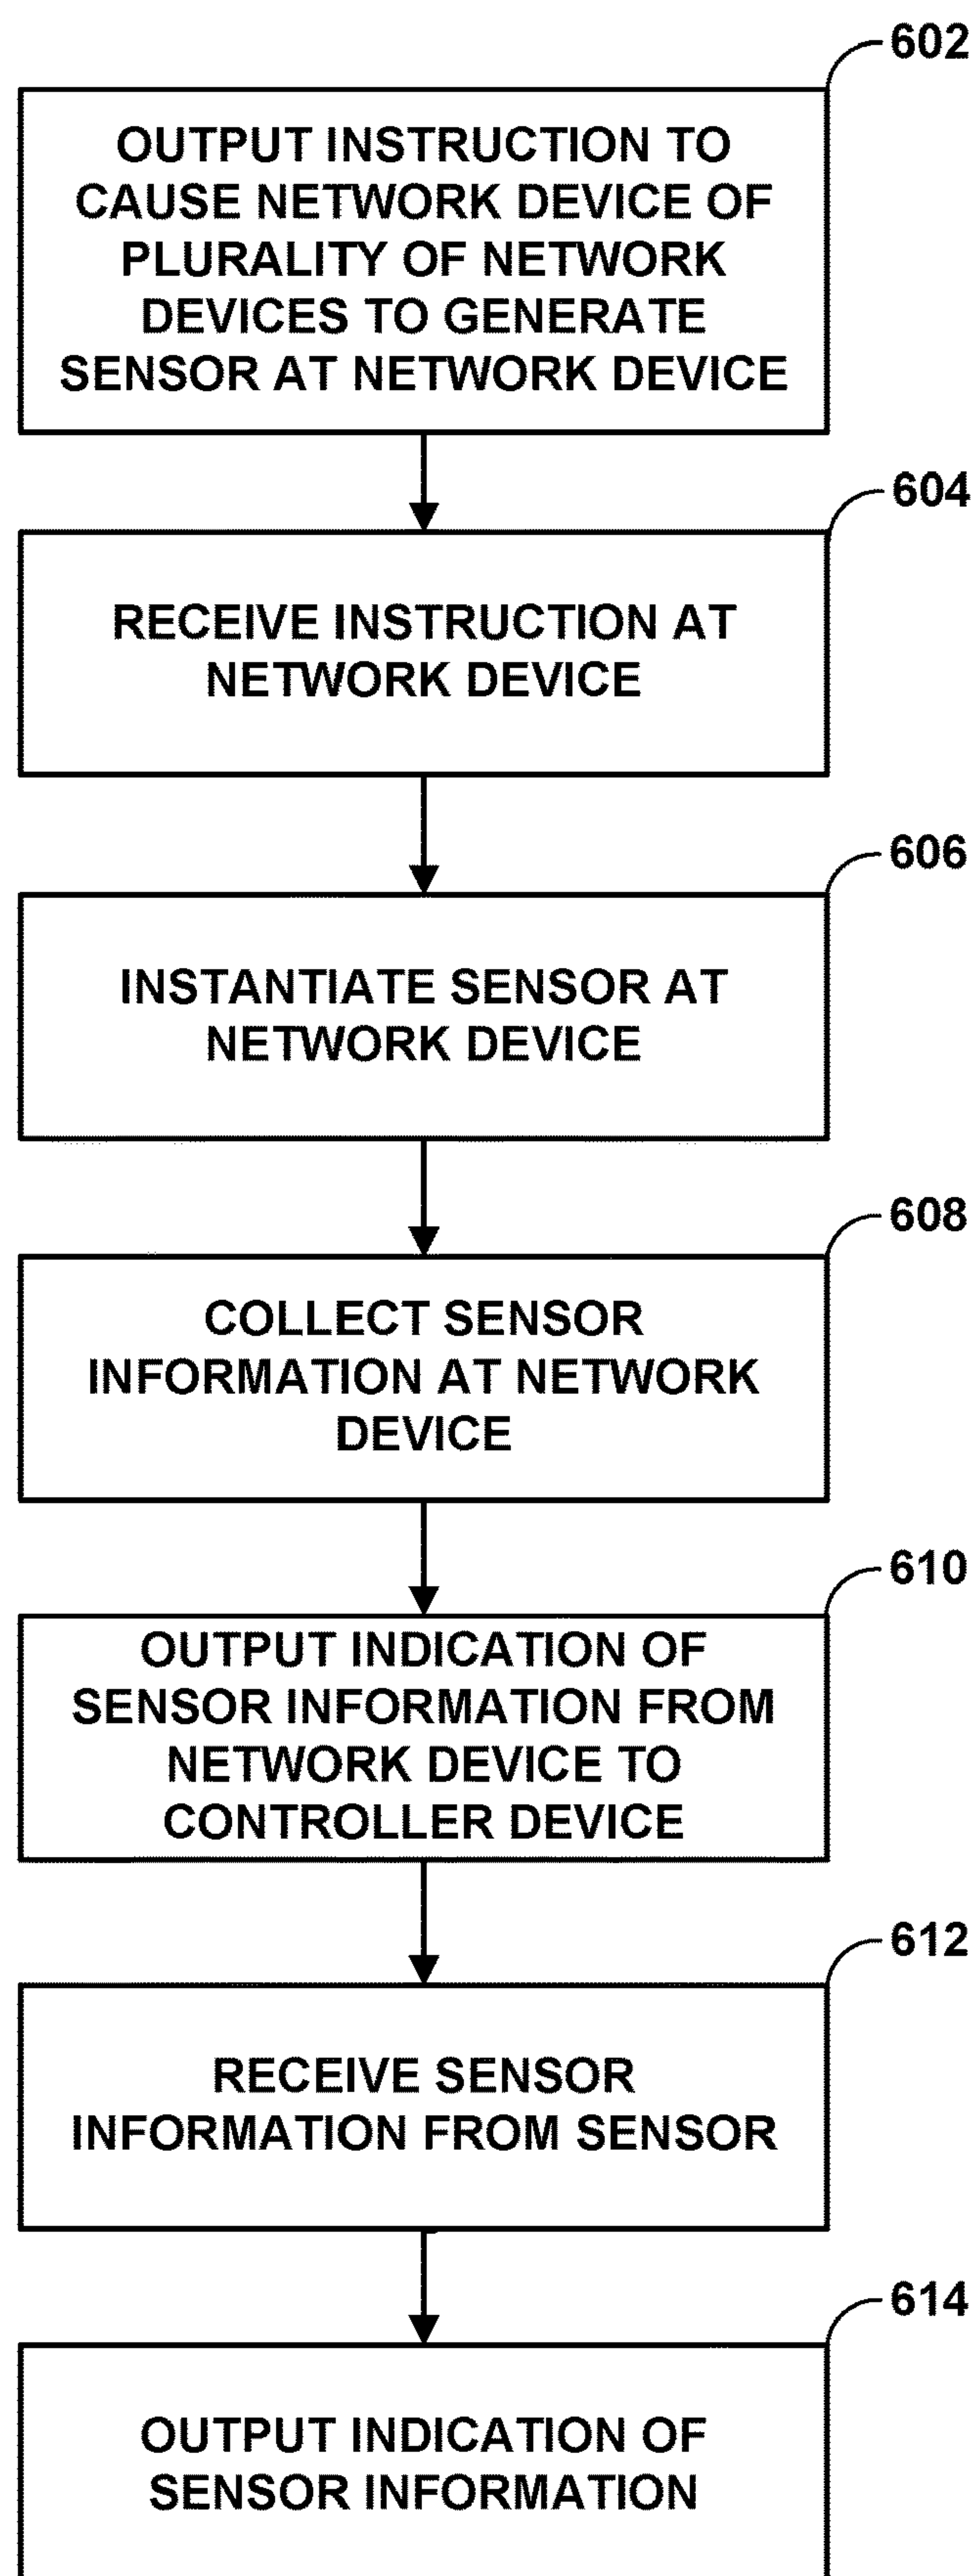 602
OUTPUT INSTRUCTION TO
CAUSE NETWORK DEVICE OF
PLURALITY OF NETWORK
DEVICES TO GENERATE
SENSOR AT NETWORK DEVICE
604
RECEIVE INSTRUCTION AT
NETWORK DEVICE
606
INSTANTIATE SENSOR AT
NETWORK DEVICE
608
COLLECT SENSOR
INFORMATION AT NETWORK
DEVICE
610
OUTPUT INDICATION OF
SENSOR INFORMATION FROM
NETWORK DEVICE TO
CONTROLLER DEVICE
612
RECEIVE SENSOR
INFORMATION FROM SENSOR
614
OUTPUT INDICATION OF
SENSOR INFORMATION